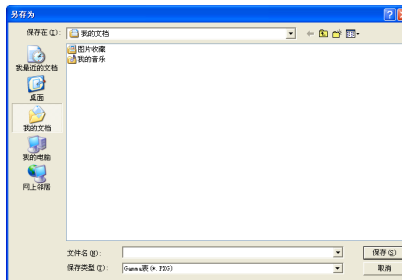 另存为
保存在(I): 我的文档
图片收藏
我的音乐
我最近的文档
桌面
我的文档
我的电脑
网上邻居
文件名(N): 保存(S)
保存类型(T): Gamma表(*.PZG) 取消